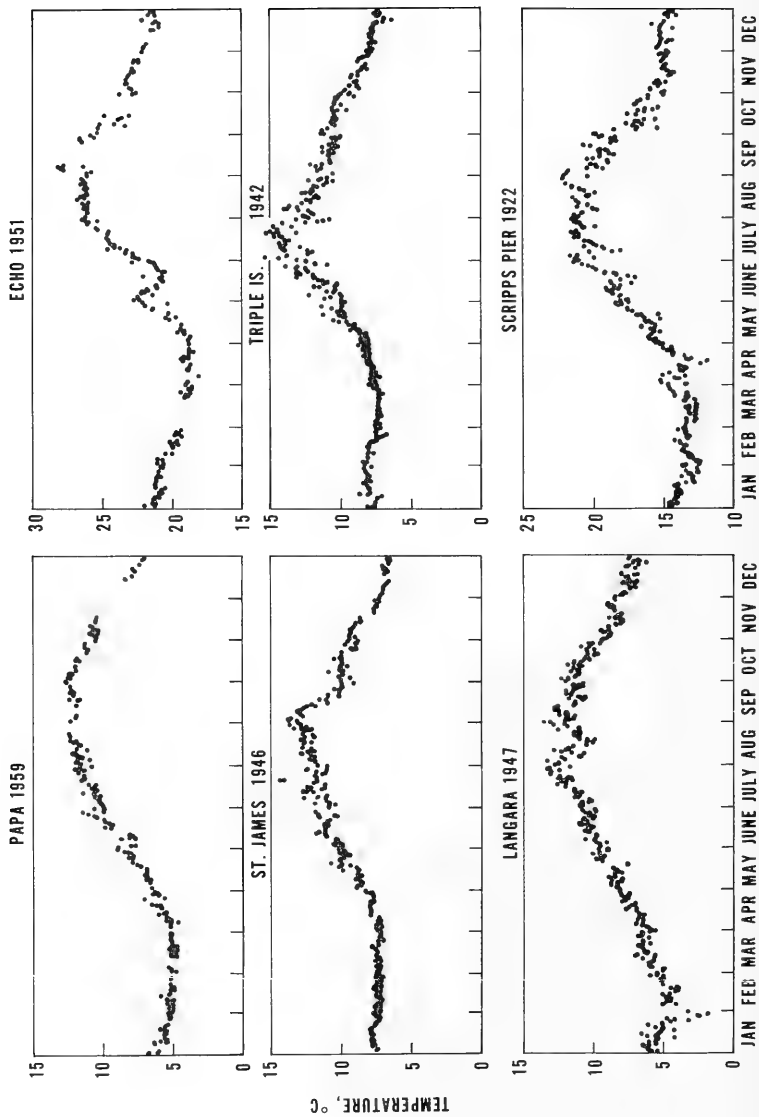 PAPA 1959
15
10
5
0
ECHO 1951
30
25
20
15
ST. JAMES 1946
15
10
5
0
TRIPLE IS. 1942
15
10
5
0
LANGARA 1947
15
10
5
0
JAN FEB MAR APR MAY JUNE JULY AUG SEP OCT NOV DEC
SCRIPPS PIER 1922
25
20
15
10
JAN FEB MAR APR MAY JUNE JULY AUG SEP OCT NOV DEC
TEMPERATURE, °C